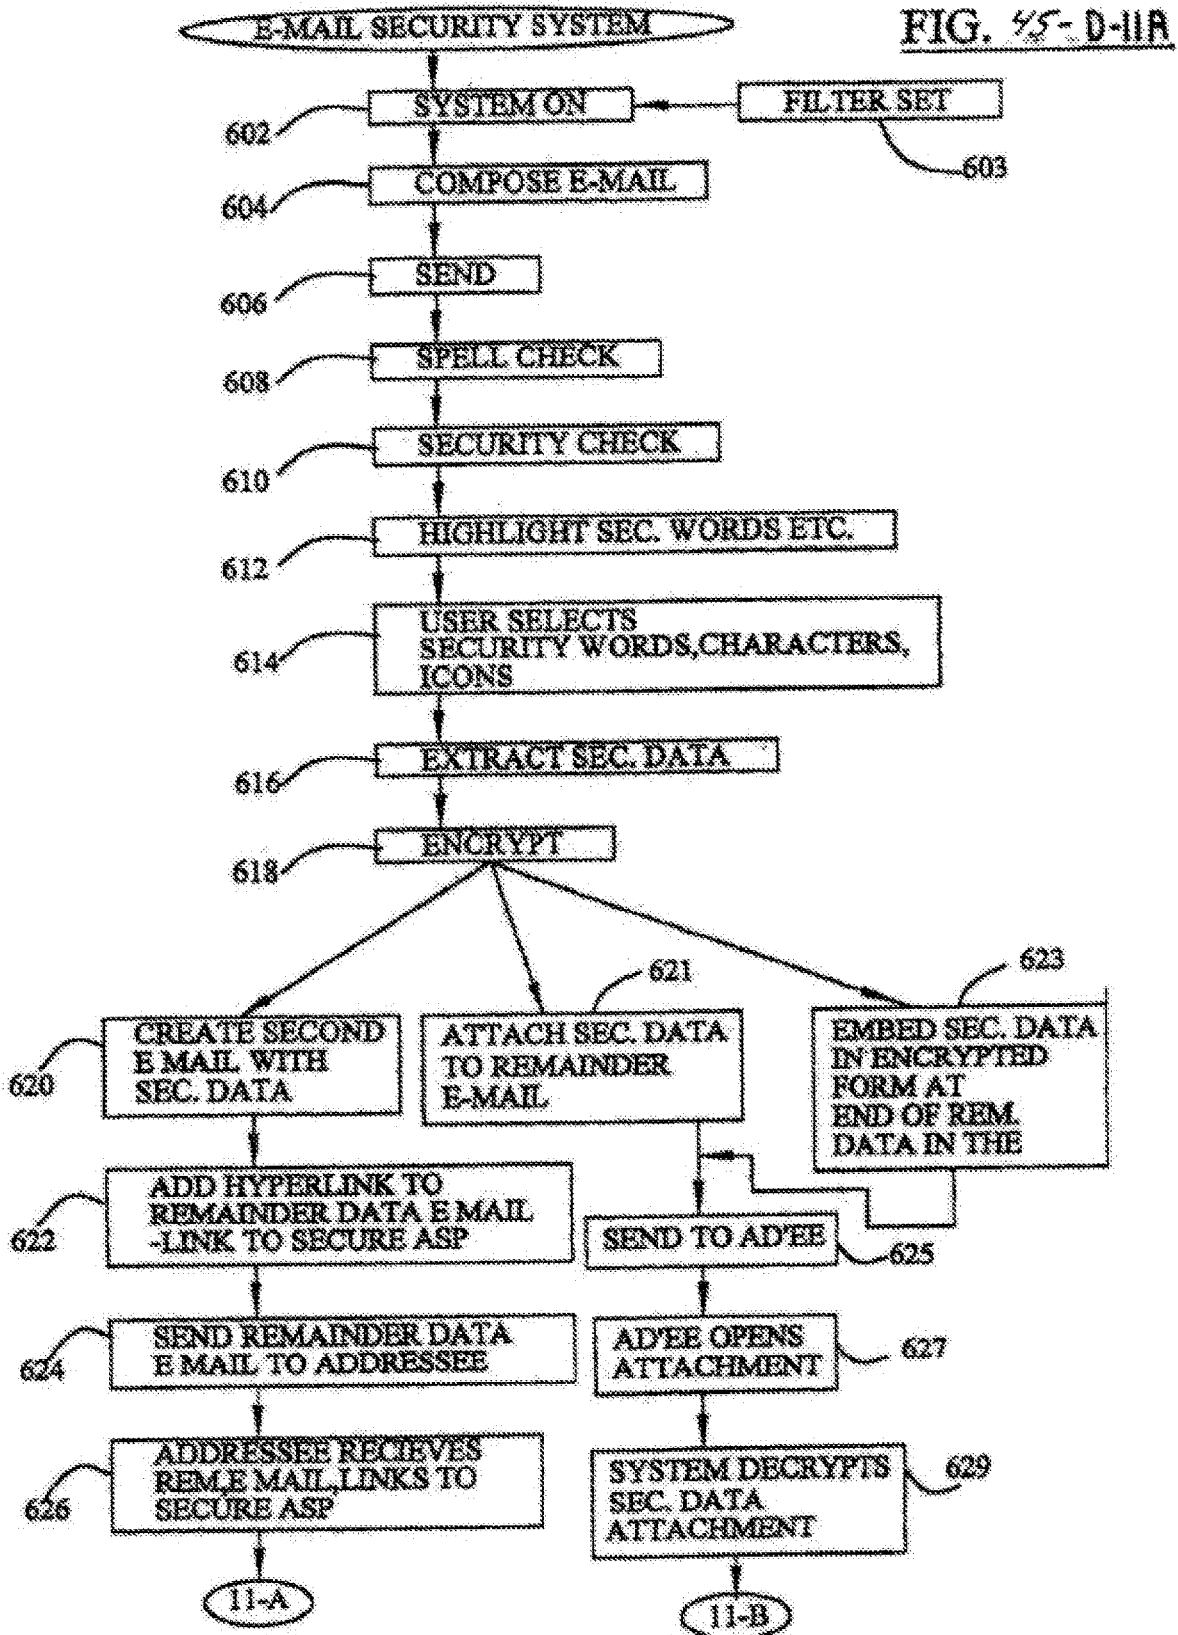 E-MAIL SECURITY SYSTEM
FIG. 45- D-11A
SYSTEM ON
FILTER SET
602
603
COMPOSE E-MAIL
604
SEND
606
SPELL CHECK
608
SECURITY CHECK
610
HIGHLIGHT SEC. WORDS ETC.
612
USER SELECTS
SECURITY WORDS,CHARACTERS,
ICONS
614
EXTRACT SEC. DATA
616
ENCRYPT
618
620
CREATE SECOND
E MAIL WITH
SEC. DATA
621
ATTACH SEC. DATA
TO REMAINDER
E-MAIL
623
EMBED SEC. DATA
IN ENCRYPTED
FORM AT
END OF REM.
DATA IN THE
622
ADD HYPERLINK TO
REMAINDER DATA E MAIL
-LINK TO SECURE ASP
SEND TO AD'EE
625
624
SEND REMAINDER DATA
E MAIL TO ADDRESSEE
AD'EE OPENS
ATTACHMENT
627
626
ADDRESSEE RECIEVES
REM,E MAIL,LINKS TO
SECURE ASP
SYSTEM DECRYPTS
SEC. DATA
ATTACHMENT
629
11-A
11-B